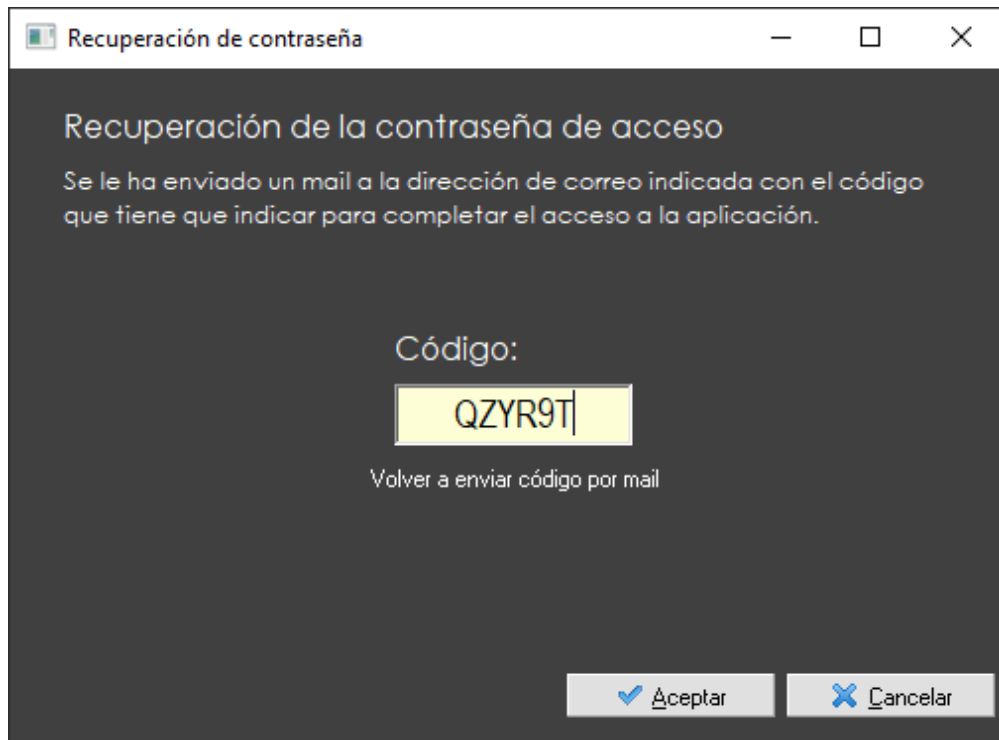 Recuperación de contraseña
Recuperación de la contraseña de acceso
Se le ha enviado un mail a la dirección de correo indicada con el código
que tiene que indicar para completar el acceso a la aplicación.
Código:
QZYR9T
Volver a enviar código por mail
Aceptar
Cancelar